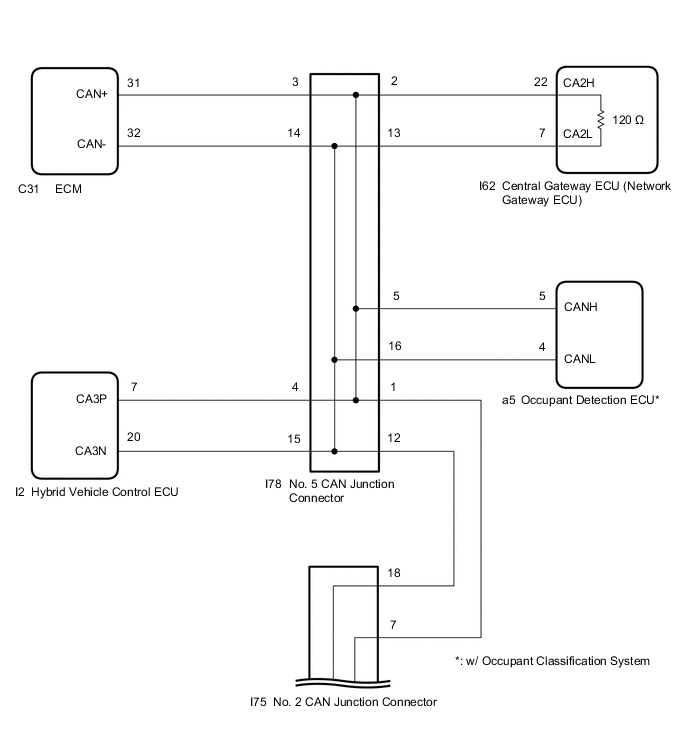 31 3 2 22 CA2H
CAN+
120 Ω
32 14 13 7 CA2L
CAN-
C31 ECM
I62 Central Gateway ECU (Network
Gateway ECU)
5 5 CANH
16 4 CANL
7 4 1
CA3P
a5 Occupant Detection ECU*
20 15 12
CA3N
I2 Hybrid Vehicle Control ECU
I78 No. 5 CAN Junction
Connector
18
7
*: w/ Occupant Classification System
I75 No. 2 CAN Junction Connector